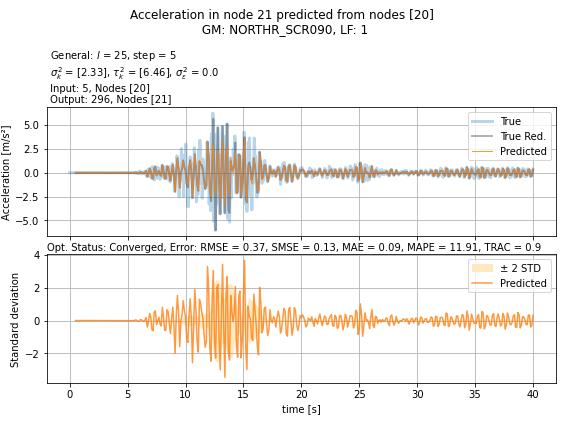 Acceleration in node 21 predicted from nodes [20]
GM: NORTHR_SCR090, LF: 1
General: l = 25, step = 5
σ²ₖ = [2.33], τ²ₖ = [6.46], σ²ₑ = 0.0
Input: 5, Nodes [20]
Output: 296, Nodes [21]
Acceleration [m/s²]
5.0
2.5
0.0
−2.5
−5.0
True
True Red.
Predicted
Opt. Status: Converged, Error: RMSE = 0.37, SMSE = 0.13, MAE = 0.09, MAPE = 11.91, TRAC = 0.9
Standard deviation
4
2
0
−2
± 2 STD
Predicted
0 5 10 15 20 25 30 35 40
time [s]